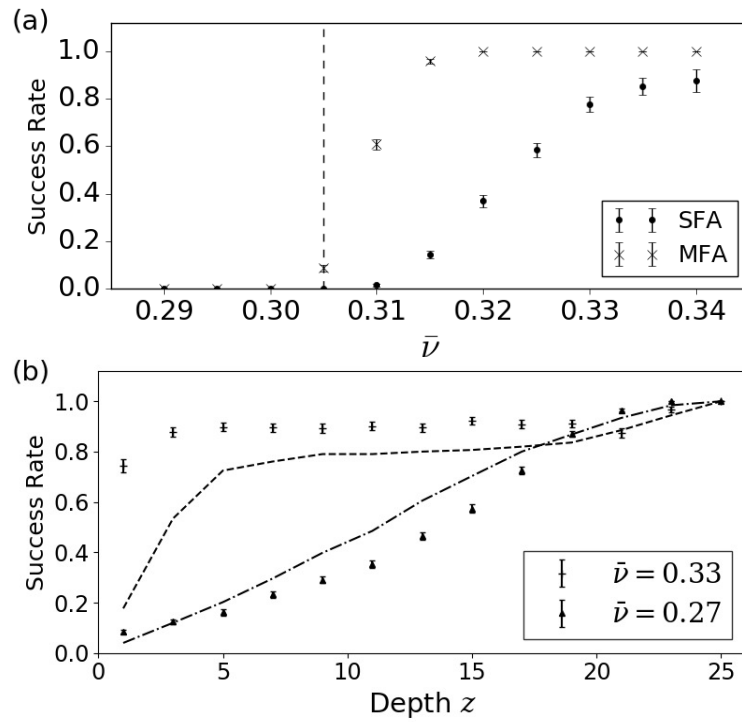 (a)
Success Rate
1.0
0.8
0.6
0.4
0.2
0.0
SFA
MFA
0.29 0.30 0.31 0.32 0.33 0.34
ν̄
(b)
Success Rate
1.0
0.8
0.6
0.4
0.2
0.0
ν̄ = 0.33
ν̄ = 0.27
0 5 10 15 20 25
Depth z